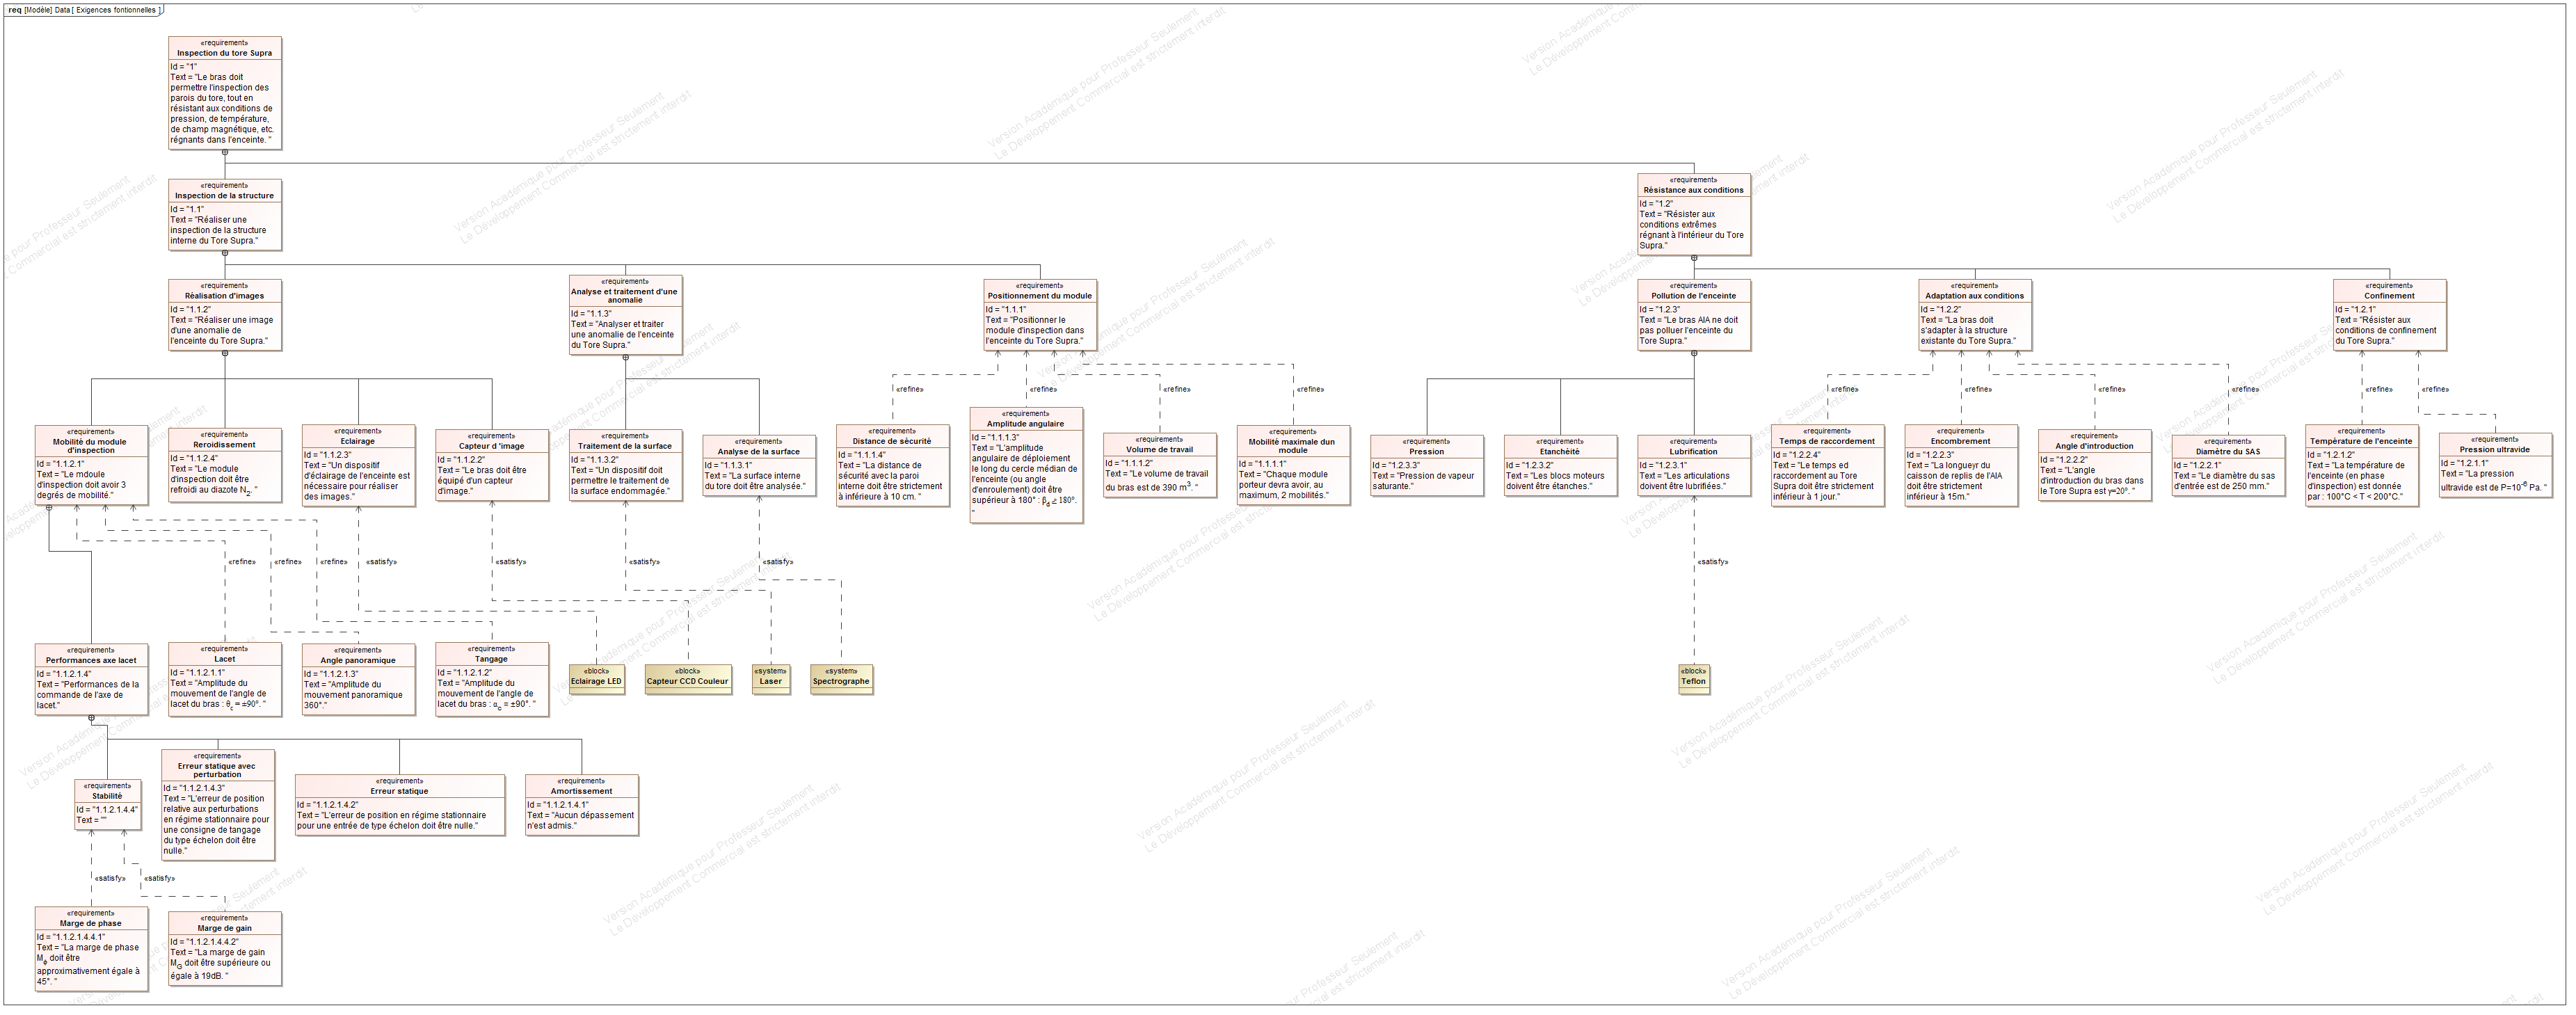 req [Modèle] Data [ Exigences fontionnelles ]
«requirement»
Inspection du tore Supra
Id = "1"
Text = "Le bras doit
permettre l'inspection des
parois du tore, tout en
résistant aux conditions de
pression, de température,
de champ magnétique, etc.
régnants dans l'enceinte. "
«requirement»
Inspection de la structure
Id = "1.1"
Text = "Réaliser une
inspection de la structure
interne du Tore Supra."
«requirement»
Résistance aux conditions
Id = "1.2"
Text = "Résister aux
conditions extrêmes
régnant à l'intérieur du Tore
Supra."
«requirement»
Réalisation d'images
Id = "1.1.2"
Text = "Réaliser une image
d'une anomalie de
l'enceinte du Tore Supra."
«requirement»
Analyse et traitement d'une
anomalie
Id = "1.1.3"
Text = "Analyser et traiter
une anomalie de l'enceinte
du Tore Supra."
«requirement»
Positionnement du module
Id = "1.1.1"
Text = "Positionner le
module d'inspection dans
l'enceinte du Tore Supra."
«requirement»
Pollution de l'enceinte
Id = "1.2.3"
Text = "Le bras AIA ne doit
pas polluer l'enceinte du
Tore Supra."
«requirement»
Adaptation aux conditions
Id = "1.2.2"
Text = "La bras doit
s'adapter à la structure
existante du Tore Supra."
«requirement»
Confinement
Id = "1.2.1"
Text = "Résister aux
conditions de confinement
du Tore Supra."
«refine»
«refine»
«refine»
«refine»
«refine»
«refine»
«refine»
«refine»
«refine»
«refine»
«requirement»
Mobilité du module
d'inspection
Id = "1.1.2.1"
Text = "Le mdoule
d'inspection doit avoir 3
degrés de mobilité."
«requirement»
Reroidissement
Id = "1.1.2.4"
Text = "Le module
d'inspection doit être
refroidi au diazote N2. "
«requirement»
Eclairage
Id = "1.1.2.3"
Text = "Un dispositif
d'éclairage de l'enceinte est
nécessaire pour réaliser
des images."
«requirement»
Capteur d 'image
Id = "1.1.2.2"
Text = "Le bras doit être
équipé d'un capteur
d'image."
«requirement»
Traitement de la surface
Id = "1.1.3.2"
Text = "Un dispositif doit
permettre le traitement de
la surface endommagée."
«requirement»
Analyse de la surface
Id = "1.1.3.1"
Text = "La surface interne
du tore doit être analysée."
«requirement»
Distance de sécurité
Id = "1.1.1.4"
Text = "La distance de
sécurité avec la paroi
interne doit être strictement
à inférieure à 10 cm."
«requirement»
Amplitude angulaire
Id = "1.1.1.3"
Text = "L'amplitude
angulaire de déploiement
le long du cercle médian de
l'enceinte (ou angle
d'enroulement) doit être
supérieur à 180° : βd ≥ 180°.
"
«requirement»
Volume de travail
Id = "1.1.1.2"
Text = "Le volume de travail
du bras est de 390 m3. "
«requirement»
Mobilité maximale dun
module
Id = "1.1.1.1"
Text = "Chaque module
porteur devra avoir, au
maximum, 2 mobilités."
«requirement»
Pression
Id = "1.2.3.3"
Text = "Pression de vapeur
saturante."
«requirement»
Etanchéité
Id = "1.2.3.2"
Text = "Les blocs moteurs
doivent être étanches."
«requirement»
Lubrification
Id = "1.2.3.1"
Text = "Les articulations
doivent être lubrifiées."
«requirement»
Temps de raccordement
Id = "1.2.2.4"
Text = "Le temps ed
raccordement au Tore
Supra doit être strictement
inférieur à 1 jour."
«requirement»
Encombrement
Id = "1.2.2.3"
Text = "La longueyr du
caisson de replis de l'AIA
doit être strictement
inférieur à 15m."
«requirement»
Angle d'introduction
Id = "1.2.2.2"
Text = "L'angle
d'introduction du bras dans
le Tore Supra est γ=20°.
«requirement»
Diamètre du SAS
Id = "1.2.2.1"
Text = "Le diamètre du sas
d'entrée est de 250 mm."
«requirement»
Température de l'enceinte
Id = "1.2.1.2"
Text = "La température de
l'enceinte (en phase
d'inspection) est donnée
par : 100°C < T < 200°C."
«requirement»
Pression ultravide
Id = "1.2.1.1"
Text = "La pression
ultravide est de P=10-6 Pa. "
«refine»
«refine»
«refine»
«satisfy»
«satisfy»
«satisfy»
«satisfy»
«satisfy»
«requirement»
Performances axe lacet
Id = "1.1.2.1.4"
Text = "Performances de la
commande de l'axe de
lacet."
«requirement»
Lacet
Id = "1.1.2.1.1"
Text = "Amplitude du
mouvement de l'angle de
lacet du bras : θc = ±90°. "
«requirement»
Angle panoramique
Id = "1.1.2.1.3"
Text = "Amplitude du
mouvement panoramique
360°."
«requirement»
Tangage
Id = "1.1.2.1.2"
Text = "Amplitude du
mouvement de l'angle de
lacet du bras : αc = ±90°. "
«block»
Eclairage LED
«block»
Capteur CCD Couleur
«system»
Laser
«system»
Spectrographe
«block»
Teflon
«requirement»
Stabilité
Id = "1.1.2.1.4.4"
Text = ""
«requirement»
Erreur statique avec
perturbation
Id = "1.1.2.1.4.3"
Text = "L'erreur de position
relative aux perturbations
en régime stationnaire pour
une consigne de tangage
du type échelon doit être
nulle."
«requirement»
Erreur statique
Id = "1.1.2.1.4.2"
Text = "L'erreur de position en régime stationnaire
pour une entrée de type échelon doit être nulle."
«requirement»
Amortissement
Id = "1.1.2.1.4.1"
Text = "Aucun dépassement
n'est admis."
«satisfy»
«satisfy»
«requirement»
Marge de phase
Id = "1.1.2.1.4.4.1"
Text = "La marge de phase
Mϕ doit être
approximativement égale à
45°. "
«requirement»
Marge de gain
Id = "1.1.2.1.4.4.2"
Text = "La marge de gain
MG doit être supérieure ou
égale à 19dB. "
Version Académique pour Professeur Seulement
Le Développement Commercial est strictement interdit